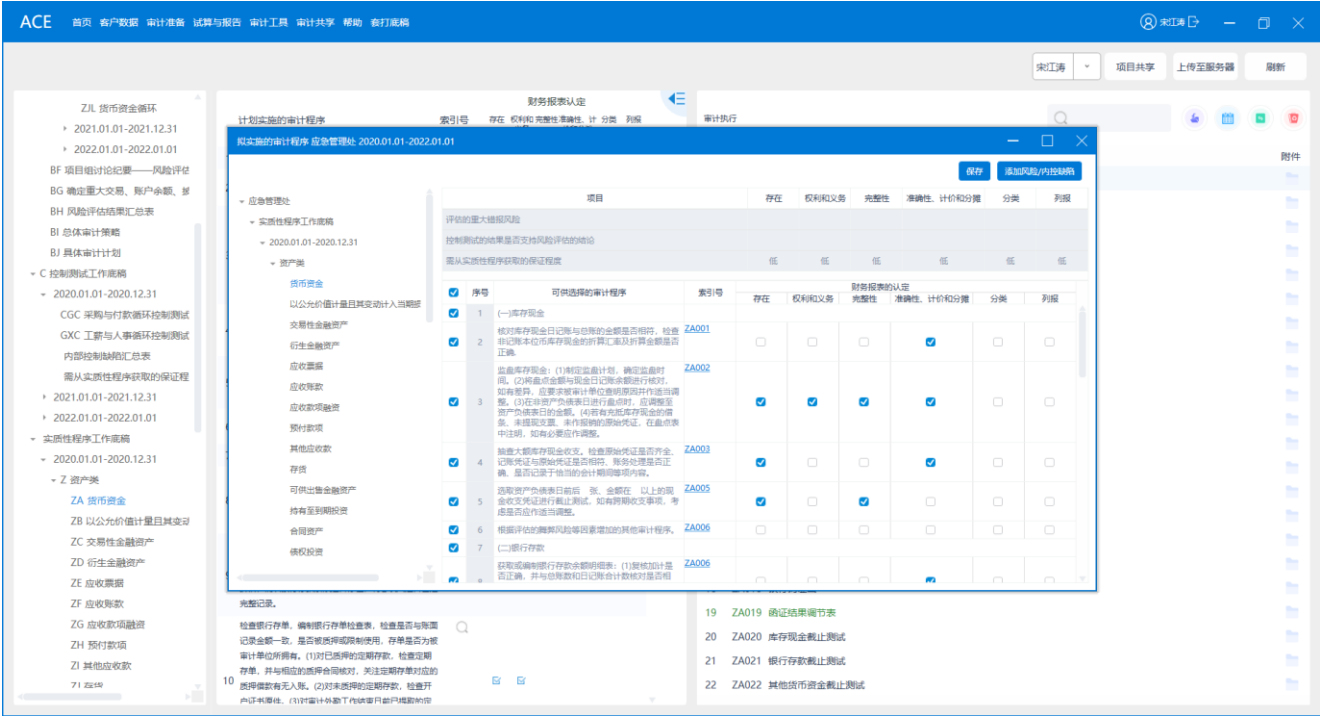 ACE 首页 客户数据 审计准备 试算与报告 审计工具 审计共享 帮助 套打底稿
宋江涛
宋江涛 项目共享 上传至服务器 刷新
ZJL 货币资金循环
2021.01.01-2021.12.31
2022.01.01-2022.01.01
BF 项目组讨论纪要——风险评估
BG 确定重大交易、账户余额、
BH 风险评估结果汇总表
BI 总体审计策略
BJ 具体审计计划
C 控制测试工作底稿
2020.01.01-2020.12.31
CGC 采购与付款循环控制测试
GXC 工薪与人事循环控制测试
内部控制缺陷汇总表
需从实质性程序获取的保证程
2021.01.01-2021.12.31
2022.01.01-2022.01.01
实质性程序工作底稿
2020.01.01-2020.12.31
Z 资产类
ZA 货币资金
ZB 以公允价值计量且其变动
ZC 交易性金融资产
ZD 衍生金融资产
ZE 应收票据
ZF 应收账款
ZG 应收款项融资
ZH 预付款项
ZI 其他应收款
ZJ 存货
财务报表认定
计划实施的审计程序 索引号 存在 权利和 完整性 准确性、计 分类 列报
审计执行
附件
拟实施的审计程序 应急管理处 2020.01.01-2022.01.01
保存 添加风险/内控缺陷
应急管理处
实质性程序工作底稿
2020.01.01-2020.12.31
资产类
货币资金
以公允价值计量且其变动计入当期损
交易性金融资产
衍生金融资产
应收票据
应收账款
应收款项融资
预付款项
其他应收款
存货
可供出售金融资产
持有至到期投资
合同资产
债权投资
项目 存在 权利和义务 完整性 准确性、计价和分摊 分类 列报
评估的重大错报风险
控制测试的结果是否支持风险评估的结论
需从实质性程序获取的保证程度 低 低 低 低 低 低
序号 可供选择的审计程序 索引号 财务报表的认定
存在 权利和义务 完整性 准确性、计价和分摊 分类 列报
1 (一)库存现金
2 核对库存现金日记账与总账的金额是否相符，检查 ZA001
非记账本位币库存现金的折算汇率及折算金额是否
正确.
监盘库存现金：(1)制定监盘计划，确定监盘时 ZA002
间。(2)将盘点金额与现金日记账余额进行核对，
如有差异，应要求被审计单位查明原因并作适当调
3 整。(3)在非资产负债表日进行盘点时，应调整至
资产负债表日的金额。(4)若有充抵库存现金的借
条、未提现支票、未作报销的原始凭证，在盘点表
中注明，如有必要应作调整。
抽查大额库存现金收支。检查原始凭证是否齐全、 ZA003
4 记账凭证与原始凭证是否相符、账务处理是否正
确、是否记录于恰当的会计期间等项内容。
选取资产负债表日前后 张、金额在 以上的现 ZA005
5 金收支凭证进行截止测试，如有跨期收支事项，考
虑是否应作适当调整。
6 根据评估的舞弊风险等因素增加的其他审计程序。 ZA006
7 (二)银行存款
获取或编制银行存款余额明细表：(1)复核加计是 ZA006
8 否正确，并与总账数和日记账合计数核对是否相
完整记录。
检查银行存单，编制银行存单检查表，检查是否与账面
记录金额一致，是否被质押或限制使用，存单是否为被
审计单位所拥有。(1)对已质押的定期存款，检查定期
存单，并与相应的质押合同核对，关注定期存单对应的
10 质押借款有无入账。(2)对未质押的定期存款，检查开
户证书原件。(3)对审计外勤工作结束日前已提取的定
19 ZA019 函证结果调节表
20 ZA020 库存现金截止测试
21 ZA021 银行存款截止测试
22 ZA022 其他货币资金截止测试